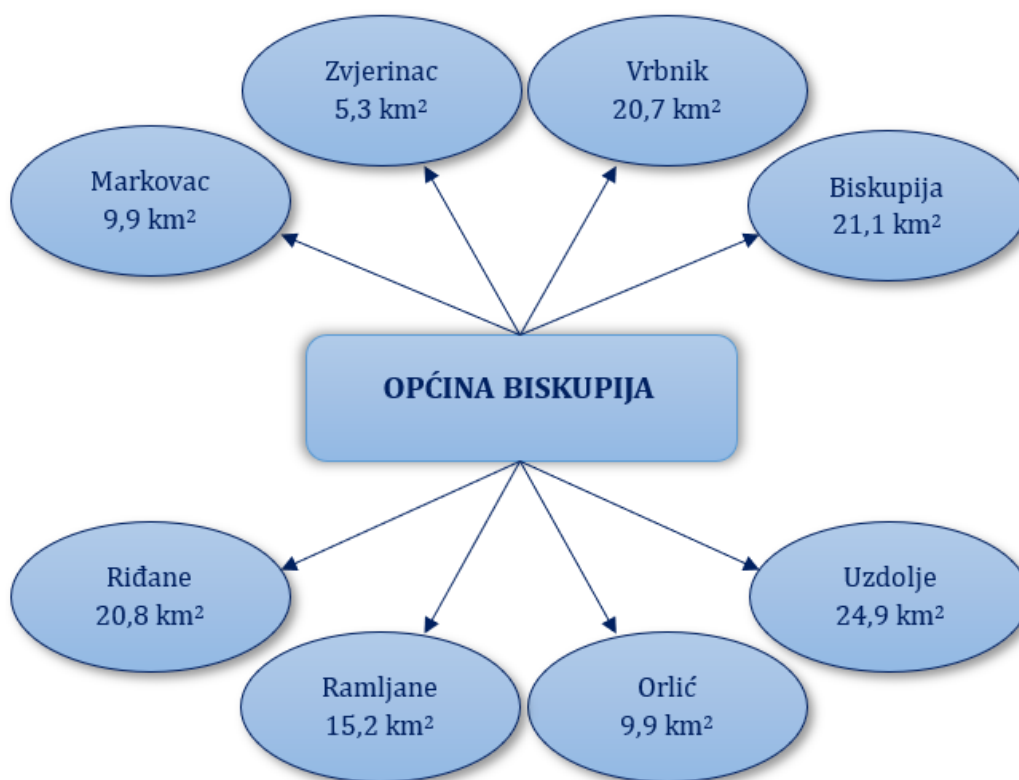 Zvjerinac
5,3 km²
Vrbnik
20,7 km²
Markovac
9,9 km²
Biskupija
21,1 km²
OPĆINA BISKUPIJA
Riđane
20,8 km²
Uzdolje
24,9 km²
Ramljane
15,2 km²
Orlić
9,9 km²